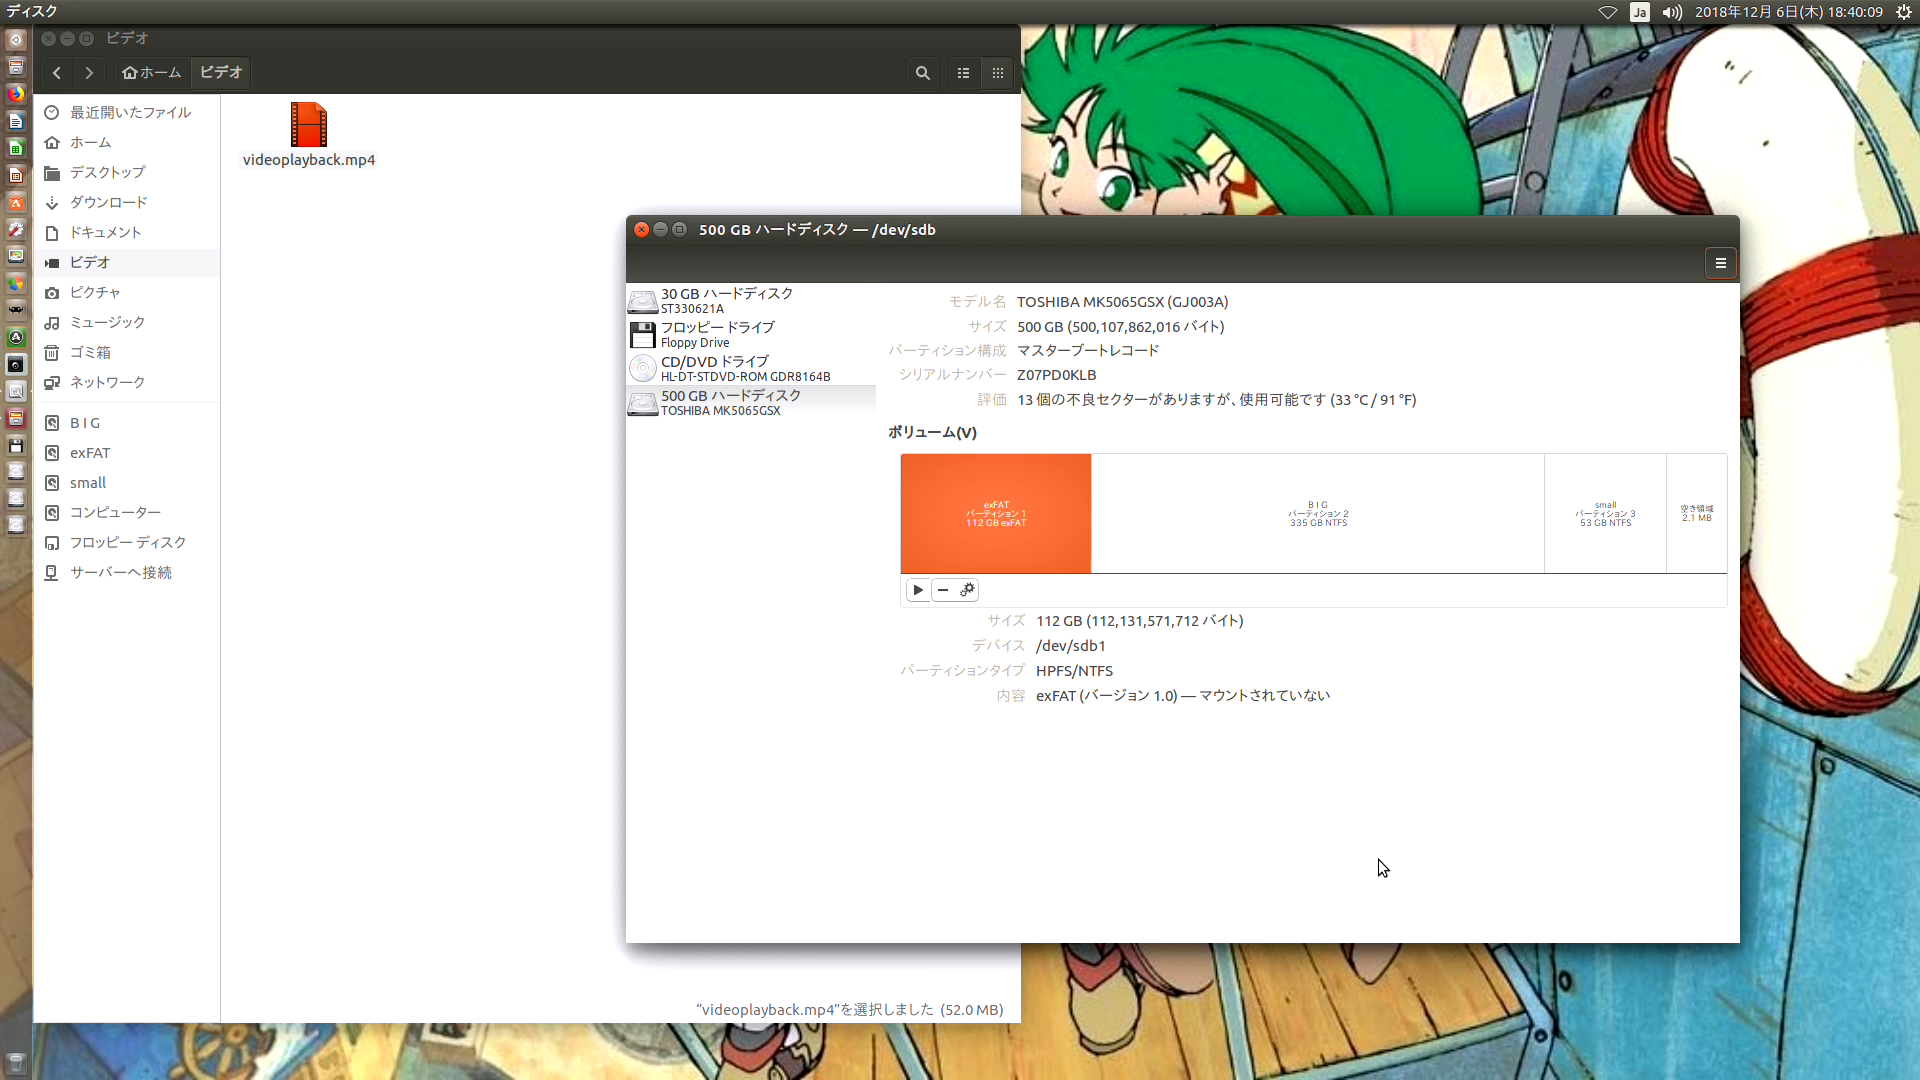 ディスク
Ja
2018年12月 6日(木) 18:40:09
ビデオ
ホーム
ビデオ
最近開いたファイル
ホーム
デスクトップ
ダウンロード
ドキュメント
ビデオ
ピクチャ
ミュージック
ゴミ箱
ネットワーク
B I G
exFAT
small
コンピューター
フロッピー ディスク
サーバーへ接続
videoplayback.mp4
“videoplayback.mp4”を選択しました (52.0 MB)
500 GB ハードディスク — /dev/sdb
30 GB ハードディスク
ST330621A
フロッピー ドライブ
Floppy Drive
CD/DVD ドライブ
HL-DT-STDVD-ROM GDR8164B
500 GB ハードディスク
TOSHIBA MK5065GSX
モデル名 TOSHIBA MK5065GSX (GJ003A)
サイズ 500 GB (500,107,862,016 バイト)
パーティション構成 マスターブートレコード
シリアルナンバー Z07PD0KLB
評価 13 個の不良セクターがありますが、使用可能です (33 °C / 91 °F)
ボリューム(V)
exFAT
パーティション 1
112 GB exFAT
B I G
パーティション 2
335 GB NTFS
small
パーティション 3
53 GB NTFS
空き領域
2.1 MB
サイズ 112 GB (112,131,571,712 バイト)
デバイス /dev/sdb1
パーティションタイプ HPFS/NTFS
内容 exFAT (バージョン 1.0) — マウントされていない